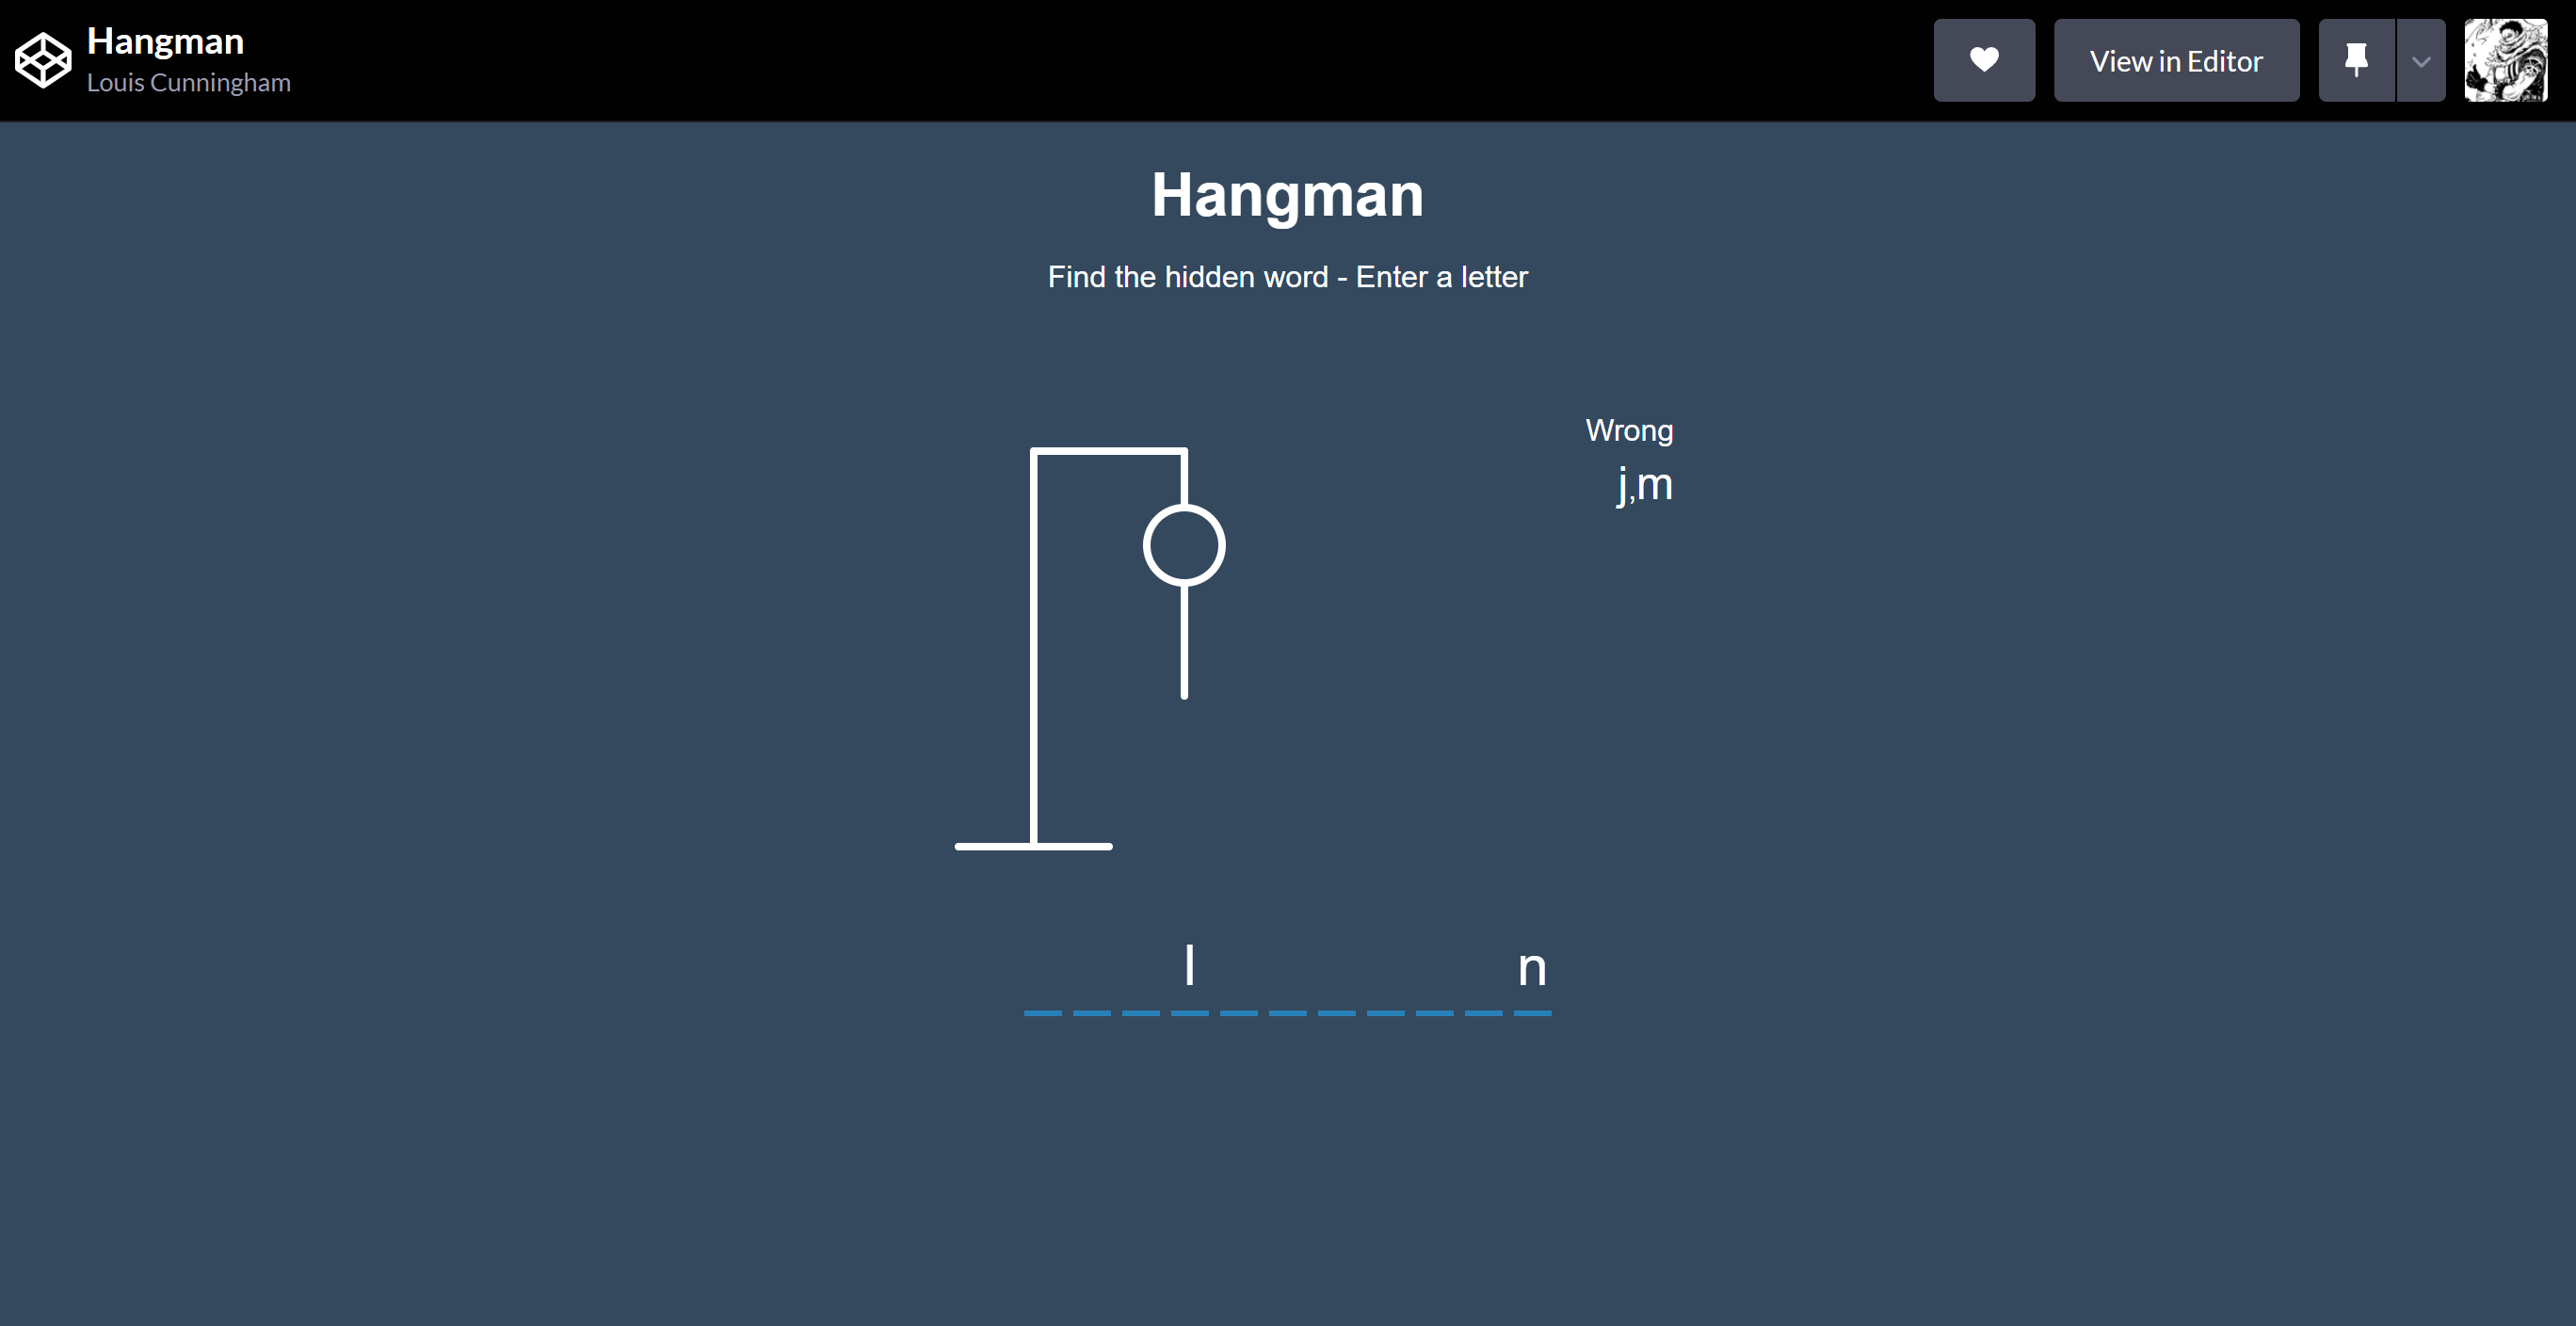 Hangman
Louis Cunningham
View in Editor
Hangman
Find the hidden word - Enter a letter
Wrong
j,m
l n